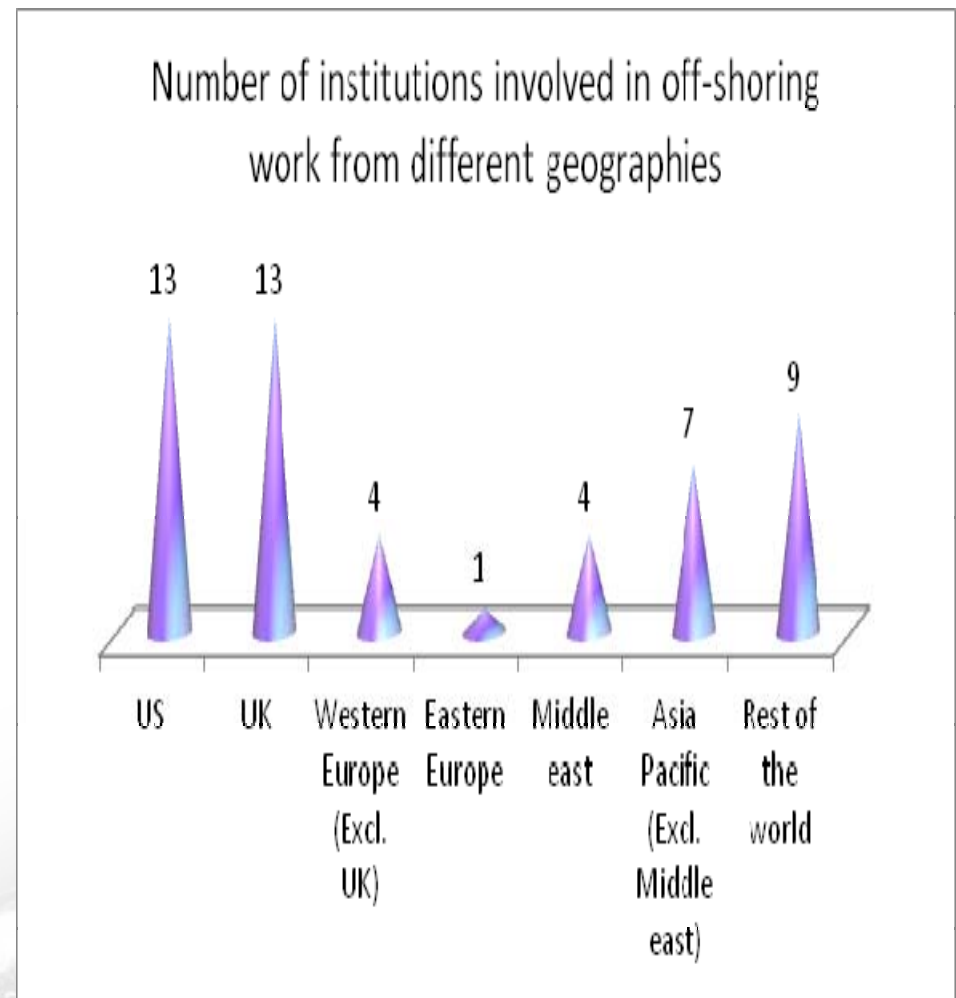 Number of institutions involved in off-shoring
work from different geographies
13
13
4
1
4
7
9
US
UK
Western
Europe
(Excl.
UK)
Eastern
Europe
Middle
east
Asia
Pacific
(Excl.
Middle
east)
Rest of
the
world